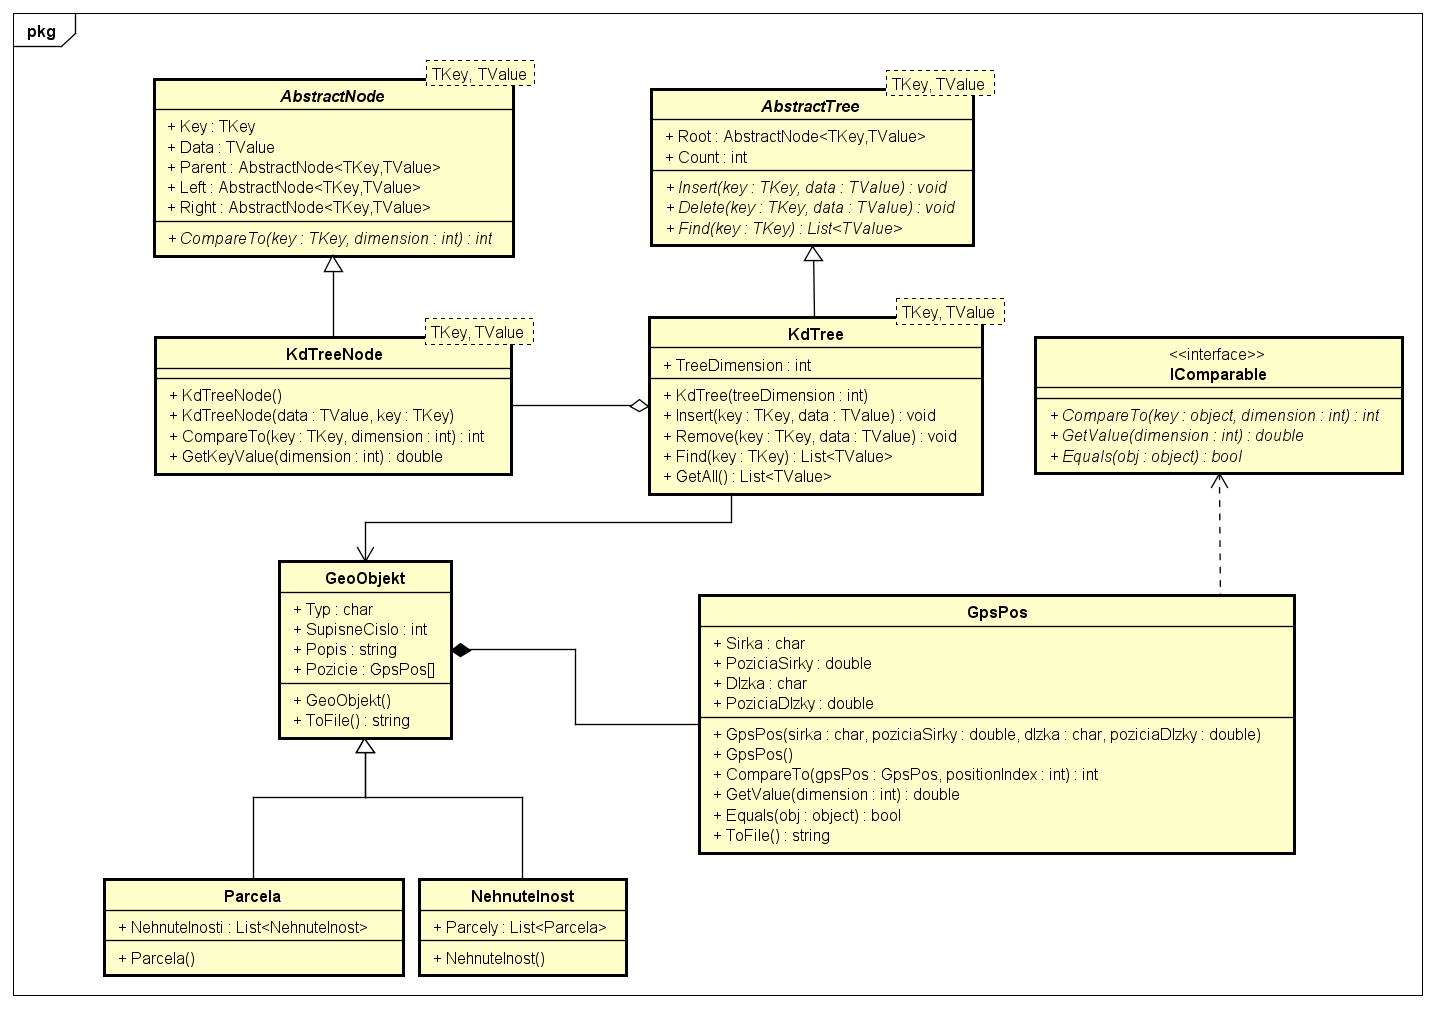 pkg
TKey, TValue
AbstractNode
+ Key : TKey
+ Data : TValue
+ Parent : AbstractNode<TKey,TValue>
+ Left : AbstractNode<TKey,TValue>
+ Right : AbstractNode<TKey,TValue>
+ CompareTo(key : TKey, dimension : int) : int
TKey, TValue
AbstractTree
+ Root : AbstractNode<TKey,TValue>
+ Count : int
+ Insert(key : TKey, data : TValue) : void
+ Delete(key : TKey, data : TValue) : void
+ Find(key : TKey) : List<TValue>
TKey, TValue
KdTreeNode
+ KdTreeNode()
+ KdTreeNode(data : TValue, key : TKey)
+ CompareTo(key : TKey, dimension : int) : int
+ GetKeyValue(dimension : int) : double
TKey, TValue
KdTree
+ TreeDimension : int
+ KdTree(treeDimension : int)
+ Insert(key : TKey, data : TValue) : void
+ Remove(key : TKey, data : TValue) : void
+ Find(key : TKey) : List<TValue>
+ GetAll() : List<TValue>
<<interface>>
IComparable
+ CompareTo(key : object, dimension : int) : int
+ GetValue(dimension : int) : double
+ Equals(obj : object) : bool
GeoObjekt
+ Typ : char
+ SupisneCislo : int
+ Popis : string
+ Pozicie : GpsPos[]
+ GeoObjekt()
+ ToFile() : string
GpsPos
+ Sirka : char
+ PoziciaSirky : double
+ Dlzka : char
+ PoziciaDlzky : double
+ GpsPos(sirka : char, poziciaSirky : double, dlzka : char, poziciaDlzky : double)
+ GpsPos()
+ CompareTo(gpsPos : GpsPos, positionIndex : int) : int
+ GetValue(dimension : int) : double
+ Equals(obj : object) : bool
+ ToFile() : string
Parcela
+ Nehnutelnosti : List<Nehnutelnost>
+ Parcela()
Nehnutelnost
+ Parcely : List<Parcela>
+ Nehnutelnost()